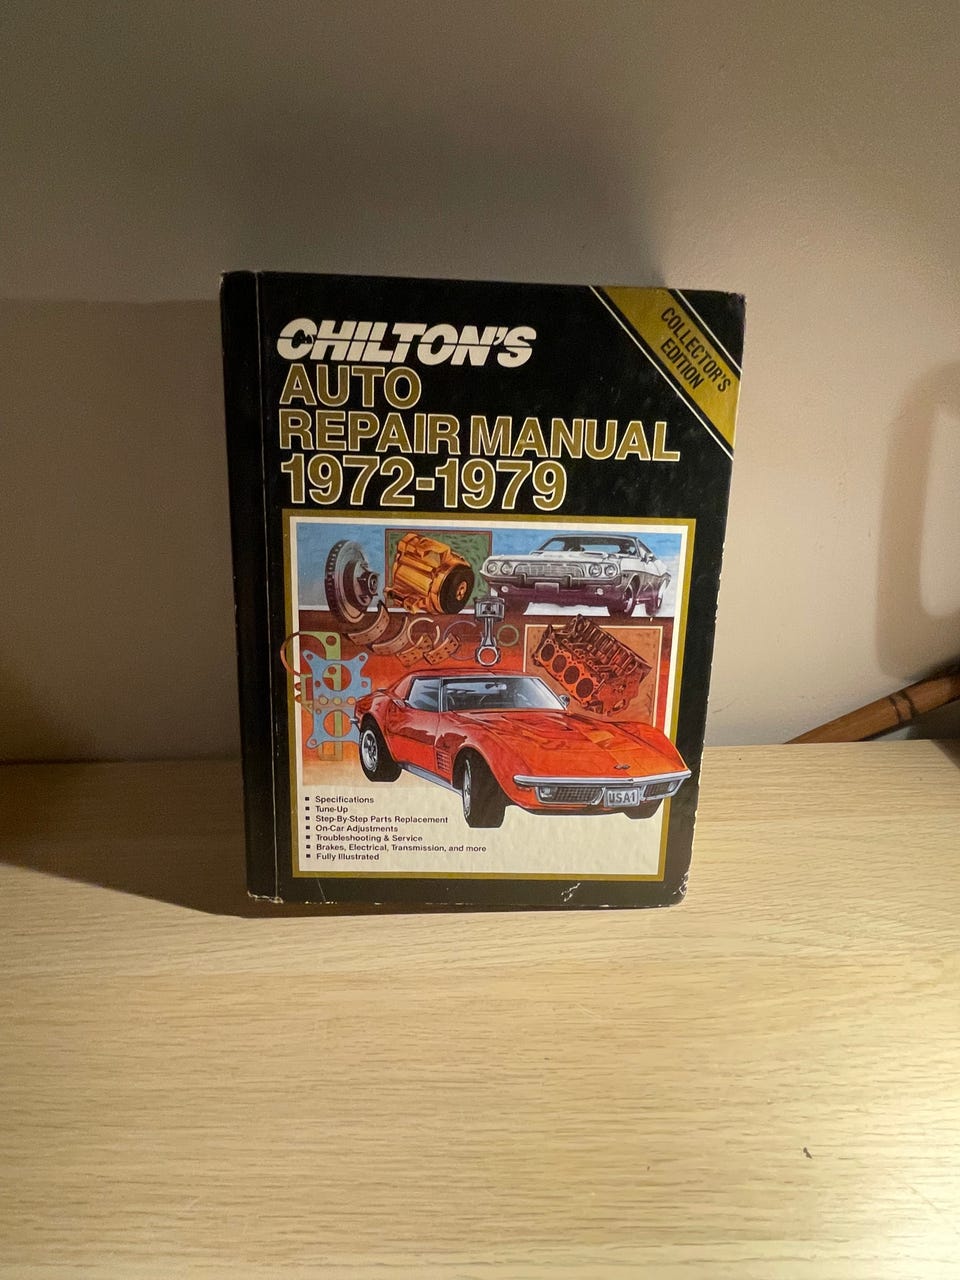 CHILTON'S
AUTO
REPAIR MANUAL
1972-1979
COLLECTOR'S
EDITION
USA1
▪ Specifications
▪ Tune-Up
▪ Step-By-Step Parts Replacement
▪ On-Car Adjustments
▪ Troubleshooting & Service
▪ Brakes, Electrical, Transmission, and more
▪ Fully Illustrated